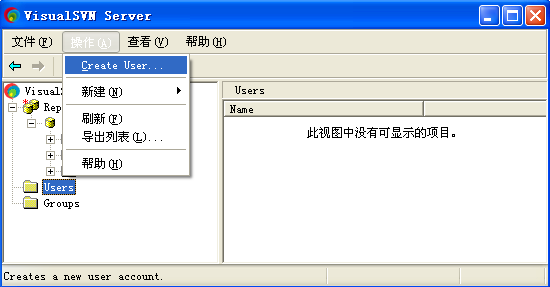 VisualSVN Server
文件(F) 操作(A) 查看(V) 帮助(H)
Create User...
新建(N)
刷新(F)
导出列表(L)...
帮助(H)
VisualS
Rep
Users
Groups
Users
Name
此视图中没有可显示的项目。
Creates a new user account.